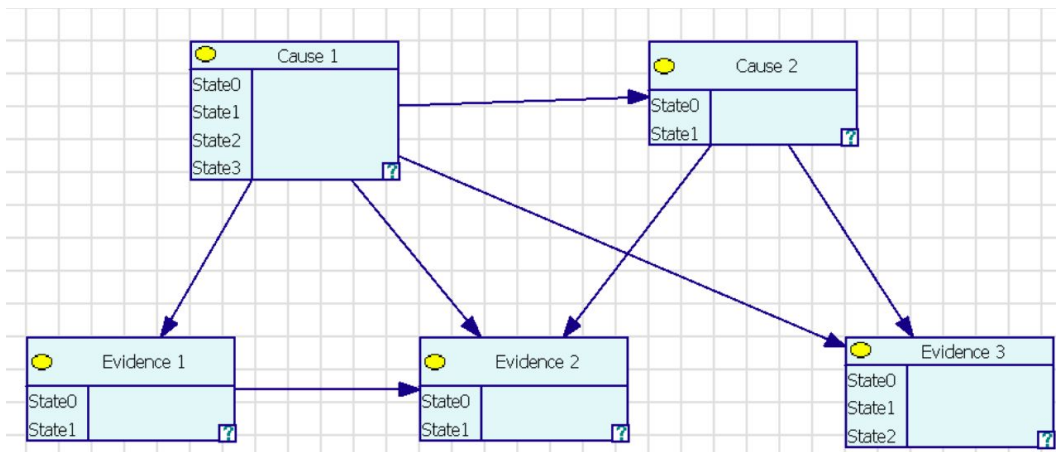 Cause 1
State0
State1
State2
State3
?
Cause 2
State0
State1
?
Evidence 1
State0
State1
?
Evidence 2
State0
State1
?
Evidence 3
State0
State1
State2
?